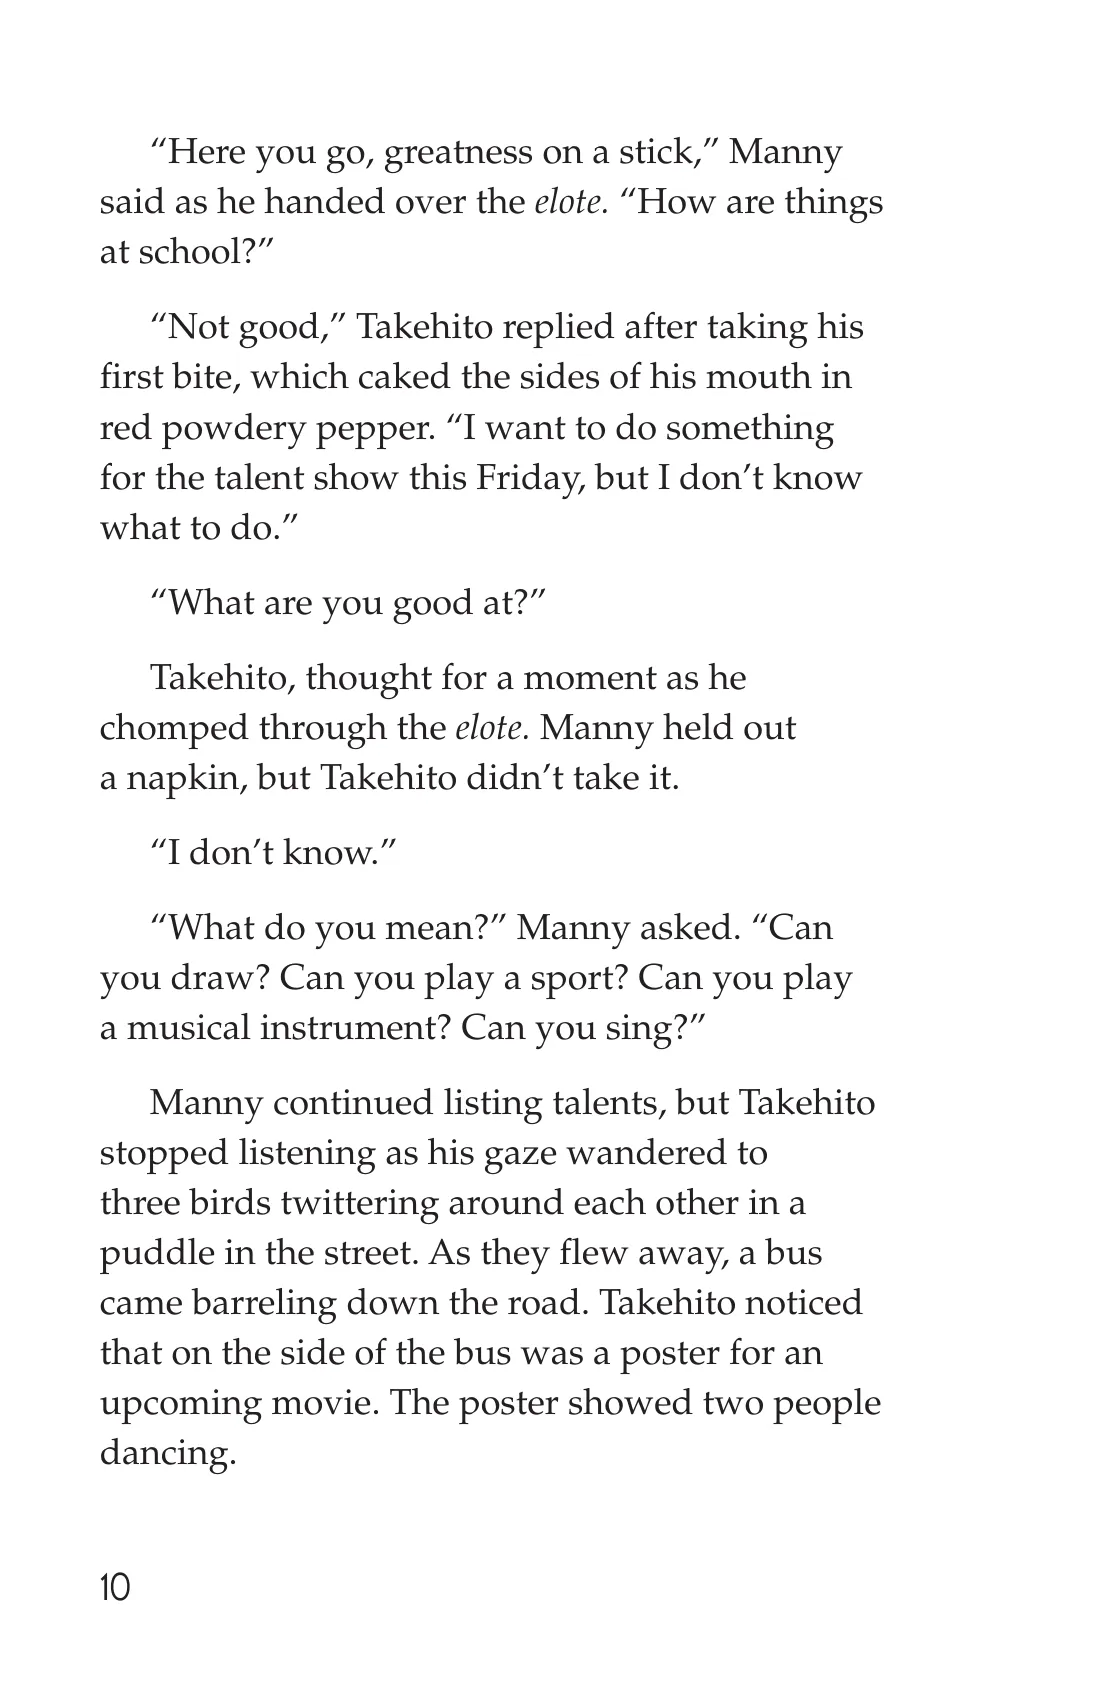 “Here you go, greatness on a stick,” Manny
said as he handed over the elote. “How are things
at school?”
“Not good,” Takehito replied after taking his
first bite, which caked the sides of his mouth in
red powdery pepper. “I want to do something
for the talent show this Friday, but I don’t know
what to do.”
“What are you good at?”
Takehito, thought for a moment as he
chomped through the elote. Manny held out
a napkin, but Takehito didn’t take it.
“I don’t know.”
“What do you mean?” Manny asked. “Can
you draw? Can you play a sport? Can you play
a musical instrument? Can you sing?”
Manny continued listing talents, but Takehito
stopped listening as his gaze wandered to
three birds twittering around each other in a
puddle in the street. As they flew away, a bus
came barreling down the road. Takehito noticed
that on the side of the bus was a poster for an
upcoming movie. The poster showed two people
dancing.
10